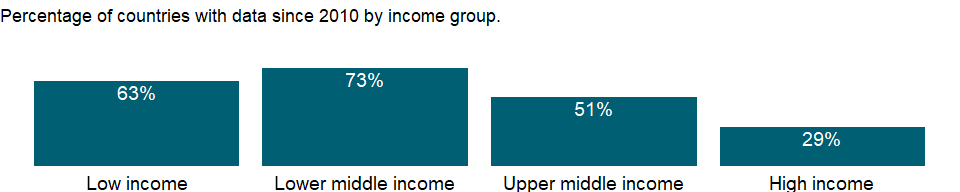 Percentage of countries with data since 2010 by income group.
63%
73%
51%
29%
Low income
Lower middle income
Upper middle income
High income